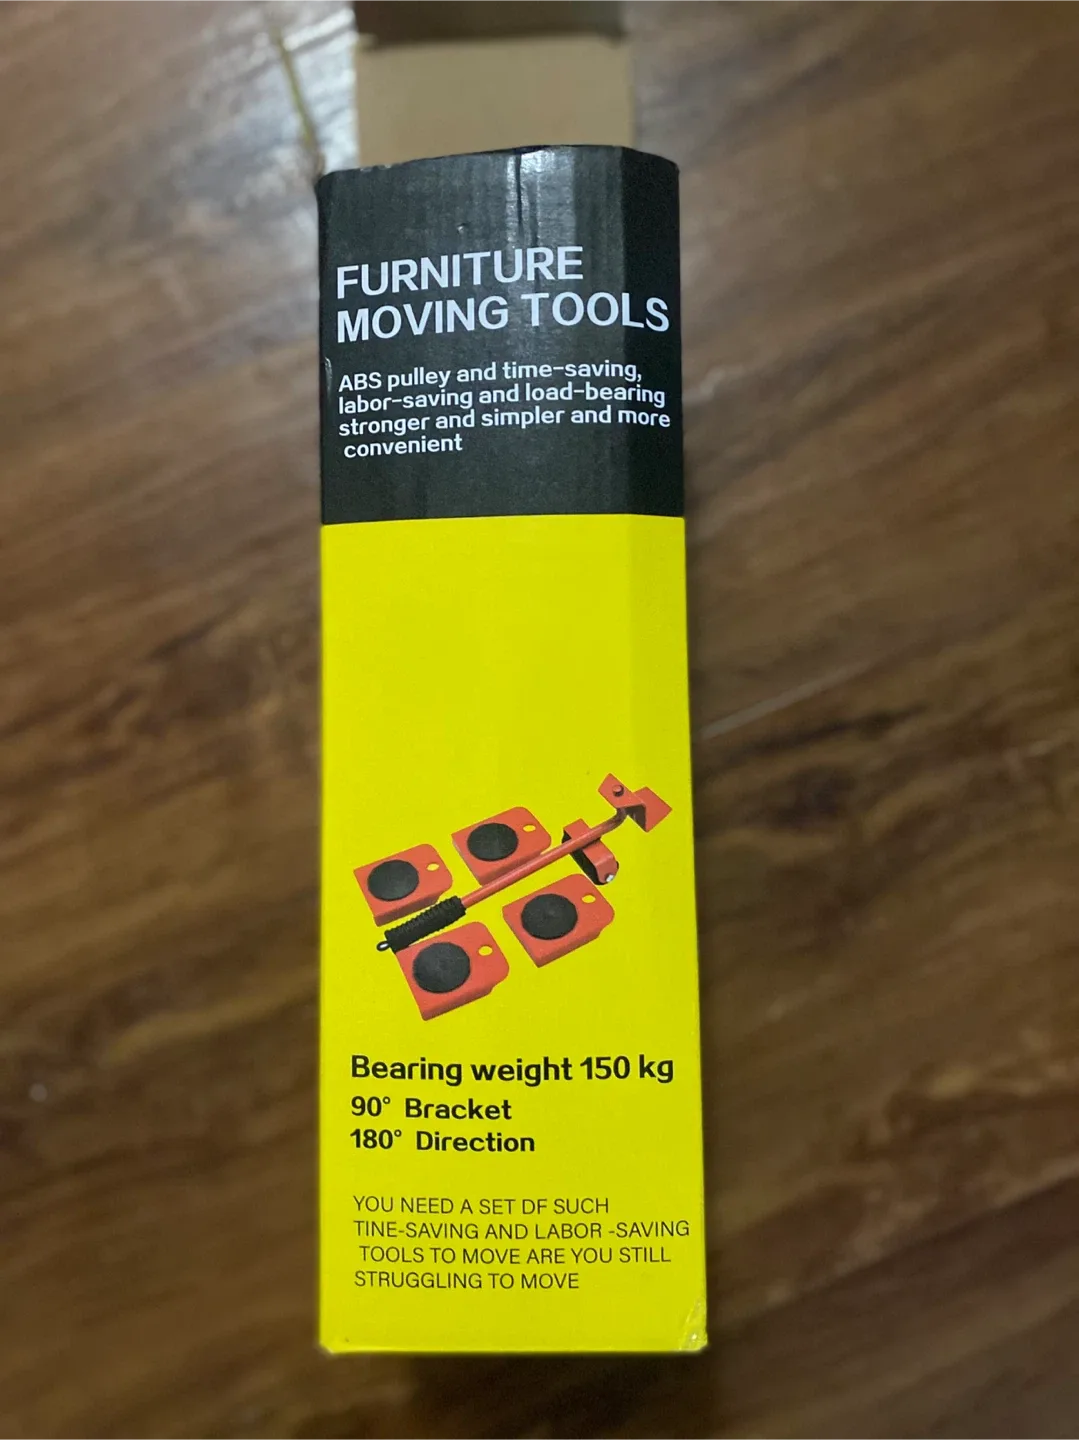 FURNITURE
MOVING TOOLS
ABS pulley and time-saving,
labor-saving and load-bearing
stronger and simpler and more
convenient
Bearing weight 150 kg
90° Bracket
180° Direction
YOU NEED A SET DF SUCH
TINE-SAVING AND LABOR -SAVING
TOOLS TO MOVE ARE YOU STILL
STRUGGLING TO MOVE